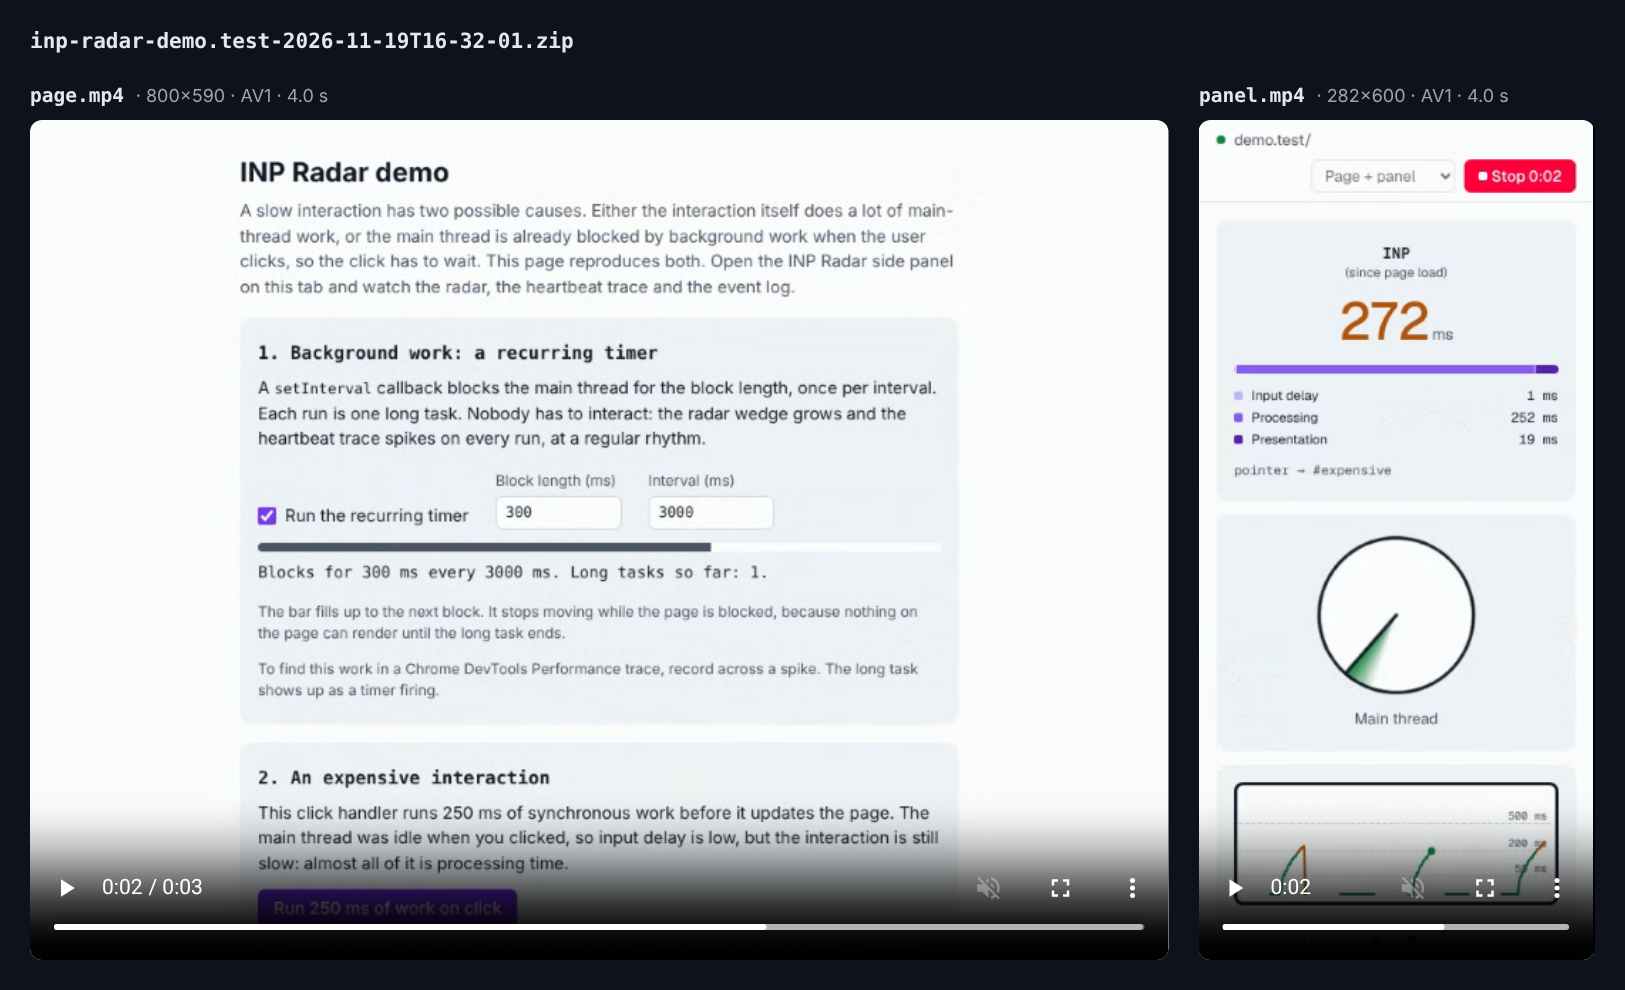 inp-radar-demo.test-2026-11-19T16-32-01.zip
page.mp4 · 800×590 · AV1 · 4.0 s
INP Radar demo
A slow interaction has two possible causes. Either the interaction itself does a lot of main-
thread work, or the main thread is already blocked by background work when the user
clicks, so the click has to wait. This page reproduces both. Open the INP Radar side panel
on this tab and watch the radar, the heartbeat trace and the event log.
1. Background work: a recurring timer
A setInterval callback blocks the main thread for the block length, once per interval.
Each run is one long task. Nobody has to interact: the radar wedge grows and the
heartbeat trace spikes on every run, at a regular rhythm.
Block length (ms) Interval (ms)
Run the recurring timer 300 3000
Blocks for 300 ms every 3000 ms. Long tasks so far: 1.
The bar fills up to the next block. It stops moving while the page is blocked, because nothing on
the page can render until the long task ends.
To find this work in a Chrome DevTools Performance trace, record across a spike. The long task
shows up as a timer firing.
2. An expensive interaction
This click handler runs 250 ms of synchronous work before it updates the page. The
main thread was idle when you clicked, so input delay is low, but the interaction is still
slow: almost all of it is processing time.
Run 250 ms of work on click
0:02 / 0:03
panel.mp4 · 282×600 · AV1 · 4.0 s
demo.test/
Page + panel Stop 0:02
INP
(since page load)
272 ms
Input delay 1 ms
Processing 252 ms
Presentation 19 ms
pointer → #expensive
Main thread
500 ms
200 ms
50 ms
0:02